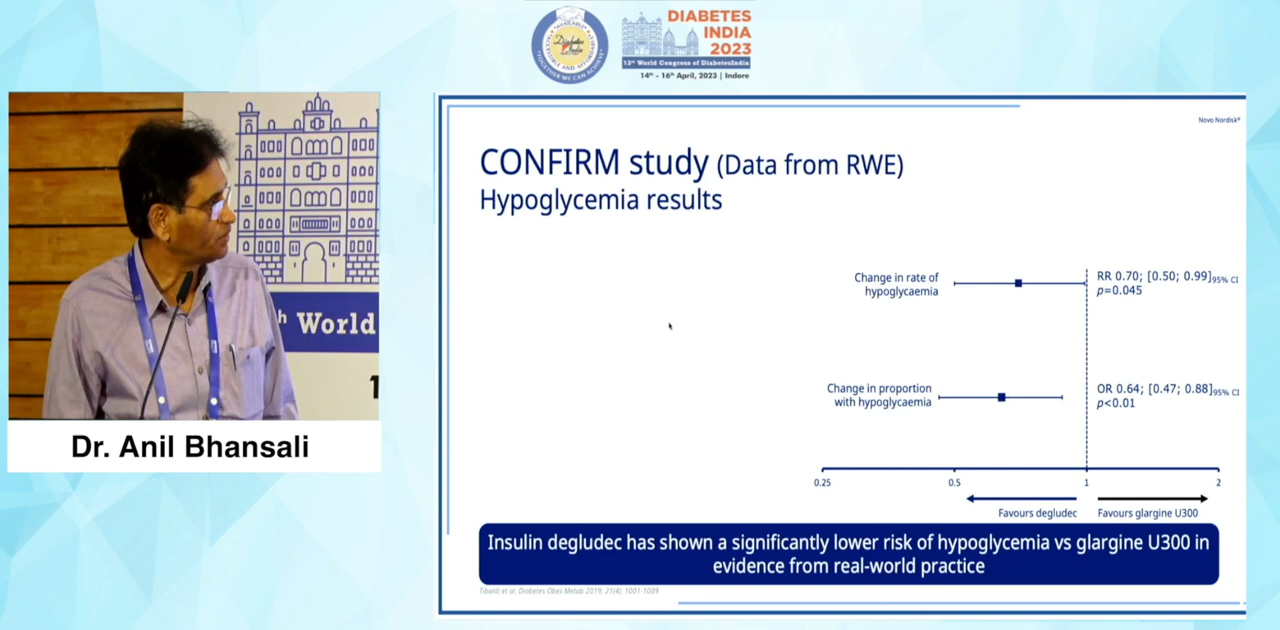 DIABETES
INDIA
2023
13th World Congress of DiabetesIndia
14th - 16th April, 2023 | Indore
Novo Nordisk®
CONFIRM study (Data from RWE)
Hypoglycemia results
Change in rate of
hypoglycaemia
RR 0.70; [0.50; 0.99]95% CI
p=0.045
Change in proportion
with hypoglycaemia
OR 0.64; [0.47; 0.88]95% CI
p<0.01
0.25 0.5 1 2
Favours degludec Favours glargine U300
Insulin degludec has shown a significantly lower risk of hypoglycemia vs glargine U300 in
evidence from real-world practice
Tibaldi et al. Diabetes Obes Metab 2019; 21(4): 1001-1009
h World
1
Dr. Anil Bhansali